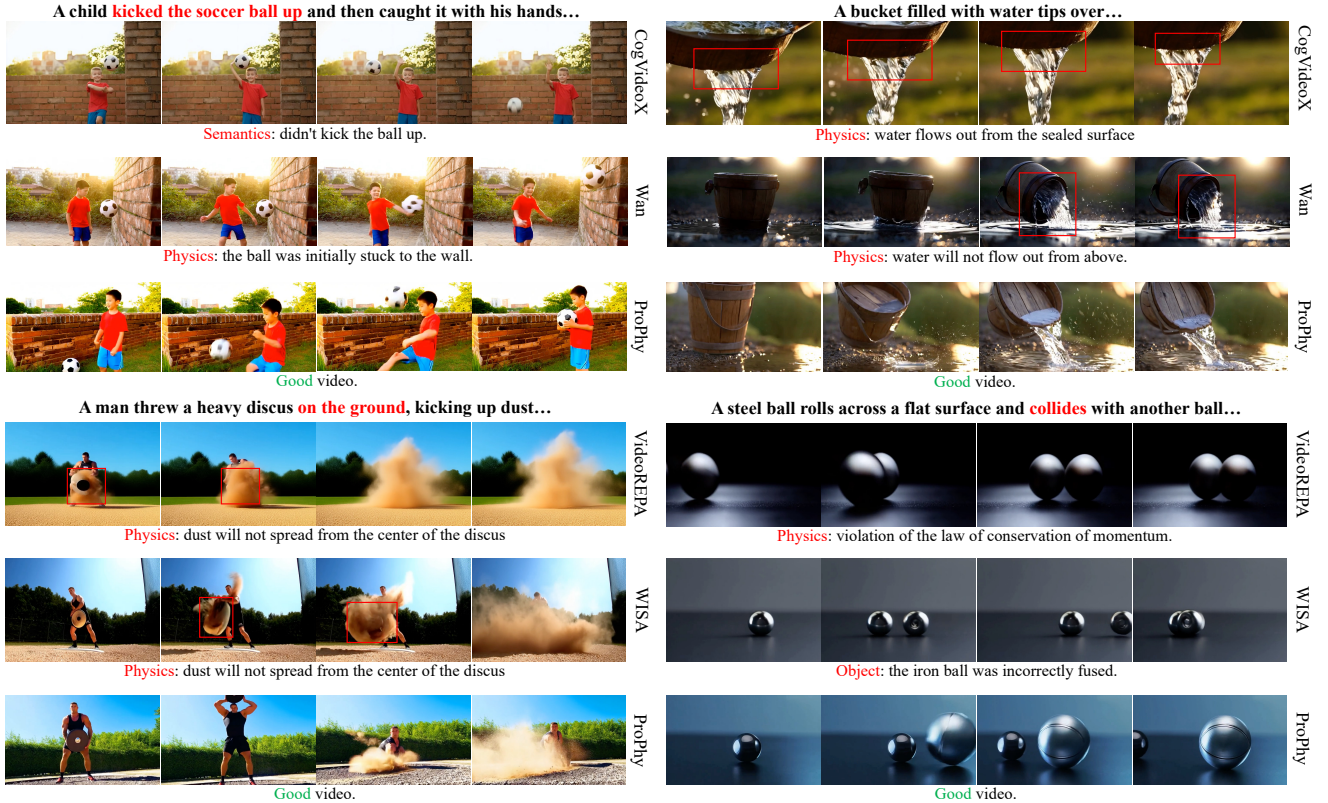 A child kicked the soccer ball up and then caught it with his hands…
CogVideoX
Semantics: didn't kick the ball up.
Wan
Physics: the ball was initially stuck to the wall.
ProPhy
Good video.
A bucket filled with water tips over…
CogVideoX
Physics: water flows out from the sealed surface
Wan
Physics: water will not flow out from above.
ProPhy
Good video.
A man threw a heavy discus on the ground, kicking up dust…
VideoREPA
Physics: dust will not spread from the center of the discus
WISA
Physics: dust will not spread from the center of the discus
ProPhy
Good video.
A steel ball rolls across a flat surface and collides with another ball…
VideoREPA
Physics: violation of the law of conservation of momentum.
WISA
Object: the iron ball was incorrectly fused.
ProPhy
Good video.